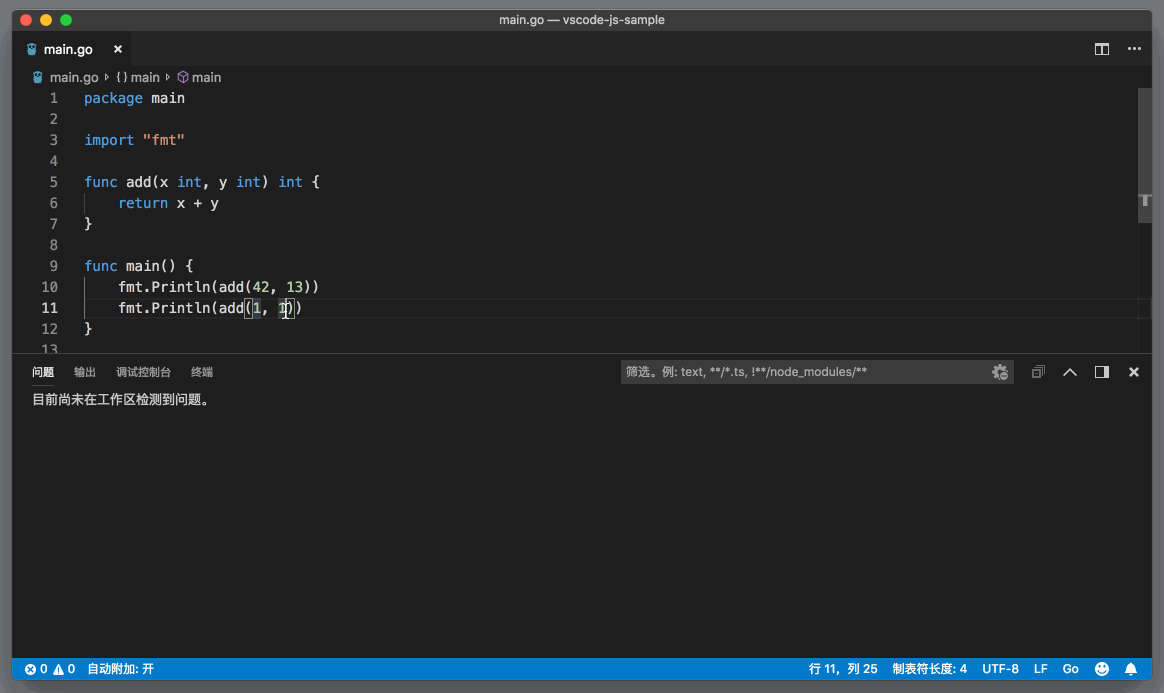 main.go — vscode-js-sample
main.go
main.go {} main main
1 package main
2
3 import "fmt"
4
5 func add(x int, y int) int {
6 return x + y
7 }
8
9 func main() {
10 fmt.Println(add(42, 13))
11 fmt.Println(add(1, 1))
12 }
13
问题 输出 调试控制台 终端 筛选。例: text, **/*.ts, !**/node_modules/**
目前尚未在工作区检测到问题。
0 0 自动附加: 开 行 11，列 25 制表符长度: 4 UTF-8 LF Go